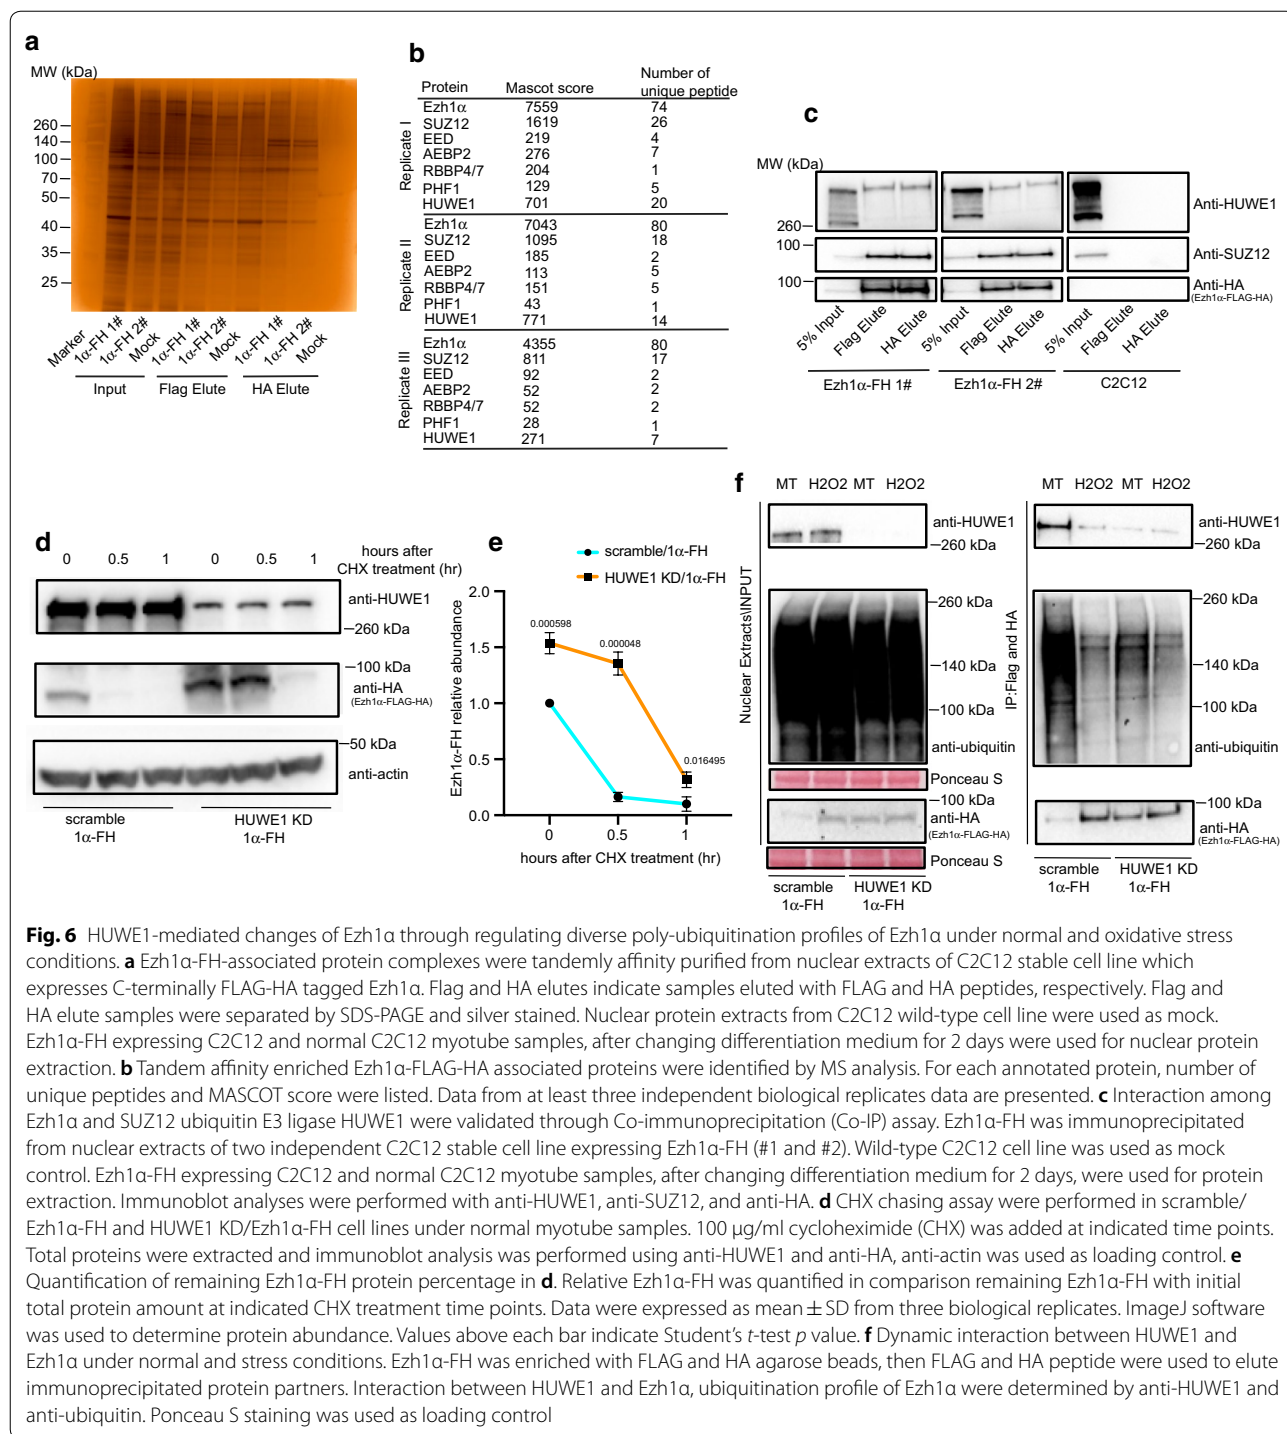 a
MW (kDa)
260
140
100
70
50
40
35
25
Marker
1α-FH 1#
1α-FH 2#
Mock
1α-FH 1#
1α-FH 2#
Mock
1α-FH 1#
1α-FH 2#
Mock
Input
Flag Elute
HA Elute
b
Protein Mascot score Number of unique peptide
Replicate I
Ezh1α 7559 74
SUZ12 1619 26
EED 219 4
AEBP2 276 7
RBBP4/7 204 1
PHF1 129 5
HUWE1 701 20
Replicate II
Ezh1α 7043 80
SUZ12 1095 18
EED 185 2
AEBP2 113 5
RBBP4/7 151 5
PHF1 43 1
HUWE1 771 14
Replicate III
Ezh1α 4355 80
SUZ12 811 17
EED 92 2
AEBP2 52 2
RBBP4/7 52 2
PHF1 28 1
HUWE1 271 7
c
MW (kDa)
260
100
100
Anti-HUWE1
Anti-SUZ12
Anti-HA
(Ezh1α-FLAG-HA)
5% Input
Flag Elute
HA Elute
5% Input
Flag Elute
HA Elute
5% Input
Flag Elute
HA Elute
Ezh1α-FH 1#
Ezh1α-FH 2#
C2C12
d
0 0.5 1 0 0.5 1
hours after
CHX treatment (hr)
anti-HUWE1
260 kDa
100 kDa
anti-HA
(Ezh1α-FLAG-HA)
50 kDa
anti-actin
scramble
1α-FH
HUWE1 KD
1α-FH
e
scramble/1α-FH
HUWE1 KD/1α-FH
Ezh1α-FH relative abundance
2.0
1.5
1.0
0.5
0.0
0.000598
0.000048
0.016495
0 0.5 1
hours after CHX treatment (hr)
f
MT H2O2 MT H2O2
Nuclear Extracts\INPUT
anti-HUWE1
260 kDa
260 kDa
140 kDa
100 kDa
anti-ubiquitin
Ponceau S
100 kDa
anti-HA
(Ezh1α-FLAG-HA)
Ponceau S
scramble
1α-FH
HUWE1 KD
1α-FH
MT H2O2 MT H2O2
IP:Flag and HA
anti-HUWE1
260 kDa
260 kDa
140 kDa
100 kDa
anti-ubiquitin
100 kDa
anti-HA
(Ezh1α-FLAG-HA)
scramble
1α-FH
HUWE1 KD
1α-FH
Fig. 6 HUWE1-mediated changes of Ezh1α through regulating diverse poly-ubiquitination profiles of Ezh1α under normal and oxidative stress
conditions. a Ezh1α-FH-associated protein complexes were tandemly affinity purified from nuclear extracts of C2C12 stable cell line which
expresses C-terminally FLAG-HA tagged Ezh1α. Flag and HA elutes indicate samples eluted with FLAG and HA peptides, respectively. Flag and
HA elute samples were separated by SDS-PAGE and silver stained. Nuclear protein extracts from C2C12 wild-type cell line were used as mock.
Ezh1α-FH expressing C2C12 and normal C2C12 myotube samples, after changing differentiation medium for 2 days were used for nuclear protein
extraction. b Tandem affinity enriched Ezh1α-FLAG-HA associated proteins were identified by MS analysis. For each annotated protein, number of
unique peptides and MASCOT score were listed. Data from at least three independent biological replicates data are presented. c Interaction among
Ezh1α and SUZ12 ubiquitin E3 ligase HUWE1 were validated through Co-immunoprecipitation (Co-IP) assay. Ezh1α-FH was immunoprecipitated
from nuclear extracts of two independent C2C12 stable cell line expressing Ezh1α-FH (#1 and #2). Wild-type C2C12 cell line was used as mock
control. Ezh1α-FH expressing C2C12 and normal C2C12 myotube samples, after changing differentiation medium for 2 days, were used for protein
extraction. Immunoblot analyses were performed with anti-HUWE1, anti-SUZ12, and anti-HA. d CHX chasing assay were performed in scramble/
Ezh1α-FH and HUWE1 KD/Ezh1α-FH cell lines under normal myotube samples. 100 μg/ml cycloheximide (CHX) was added at indicated time points.
Total proteins were extracted and immunoblot analysis was performed using anti-HUWE1 and anti-HA, anti-actin was used as loading control. e
Quantification of remaining Ezh1α-FH protein percentage in d. Relative Ezh1α-FH was quantified in comparison remaining Ezh1α-FH with initial
total protein amount at indicated CHX treatment time points. Data were expressed as mean ± SD from three biological replicates. ImageJ software
was used to determine protein abundance. Values above each bar indicate Student's t-test p value. f Dynamic interaction between HUWE1 and
Ezh1α under normal and stress conditions. Ezh1α-FH was enriched with FLAG and HA agarose beads, then FLAG and HA peptide were used to elute
immunoprecipitated protein partners. Interaction between HUWE1 and Ezh1α, ubiquitination profile of Ezh1α were determined by anti-HUWE1 and
anti-ubiquitin. Ponceau S staining was used as loading control